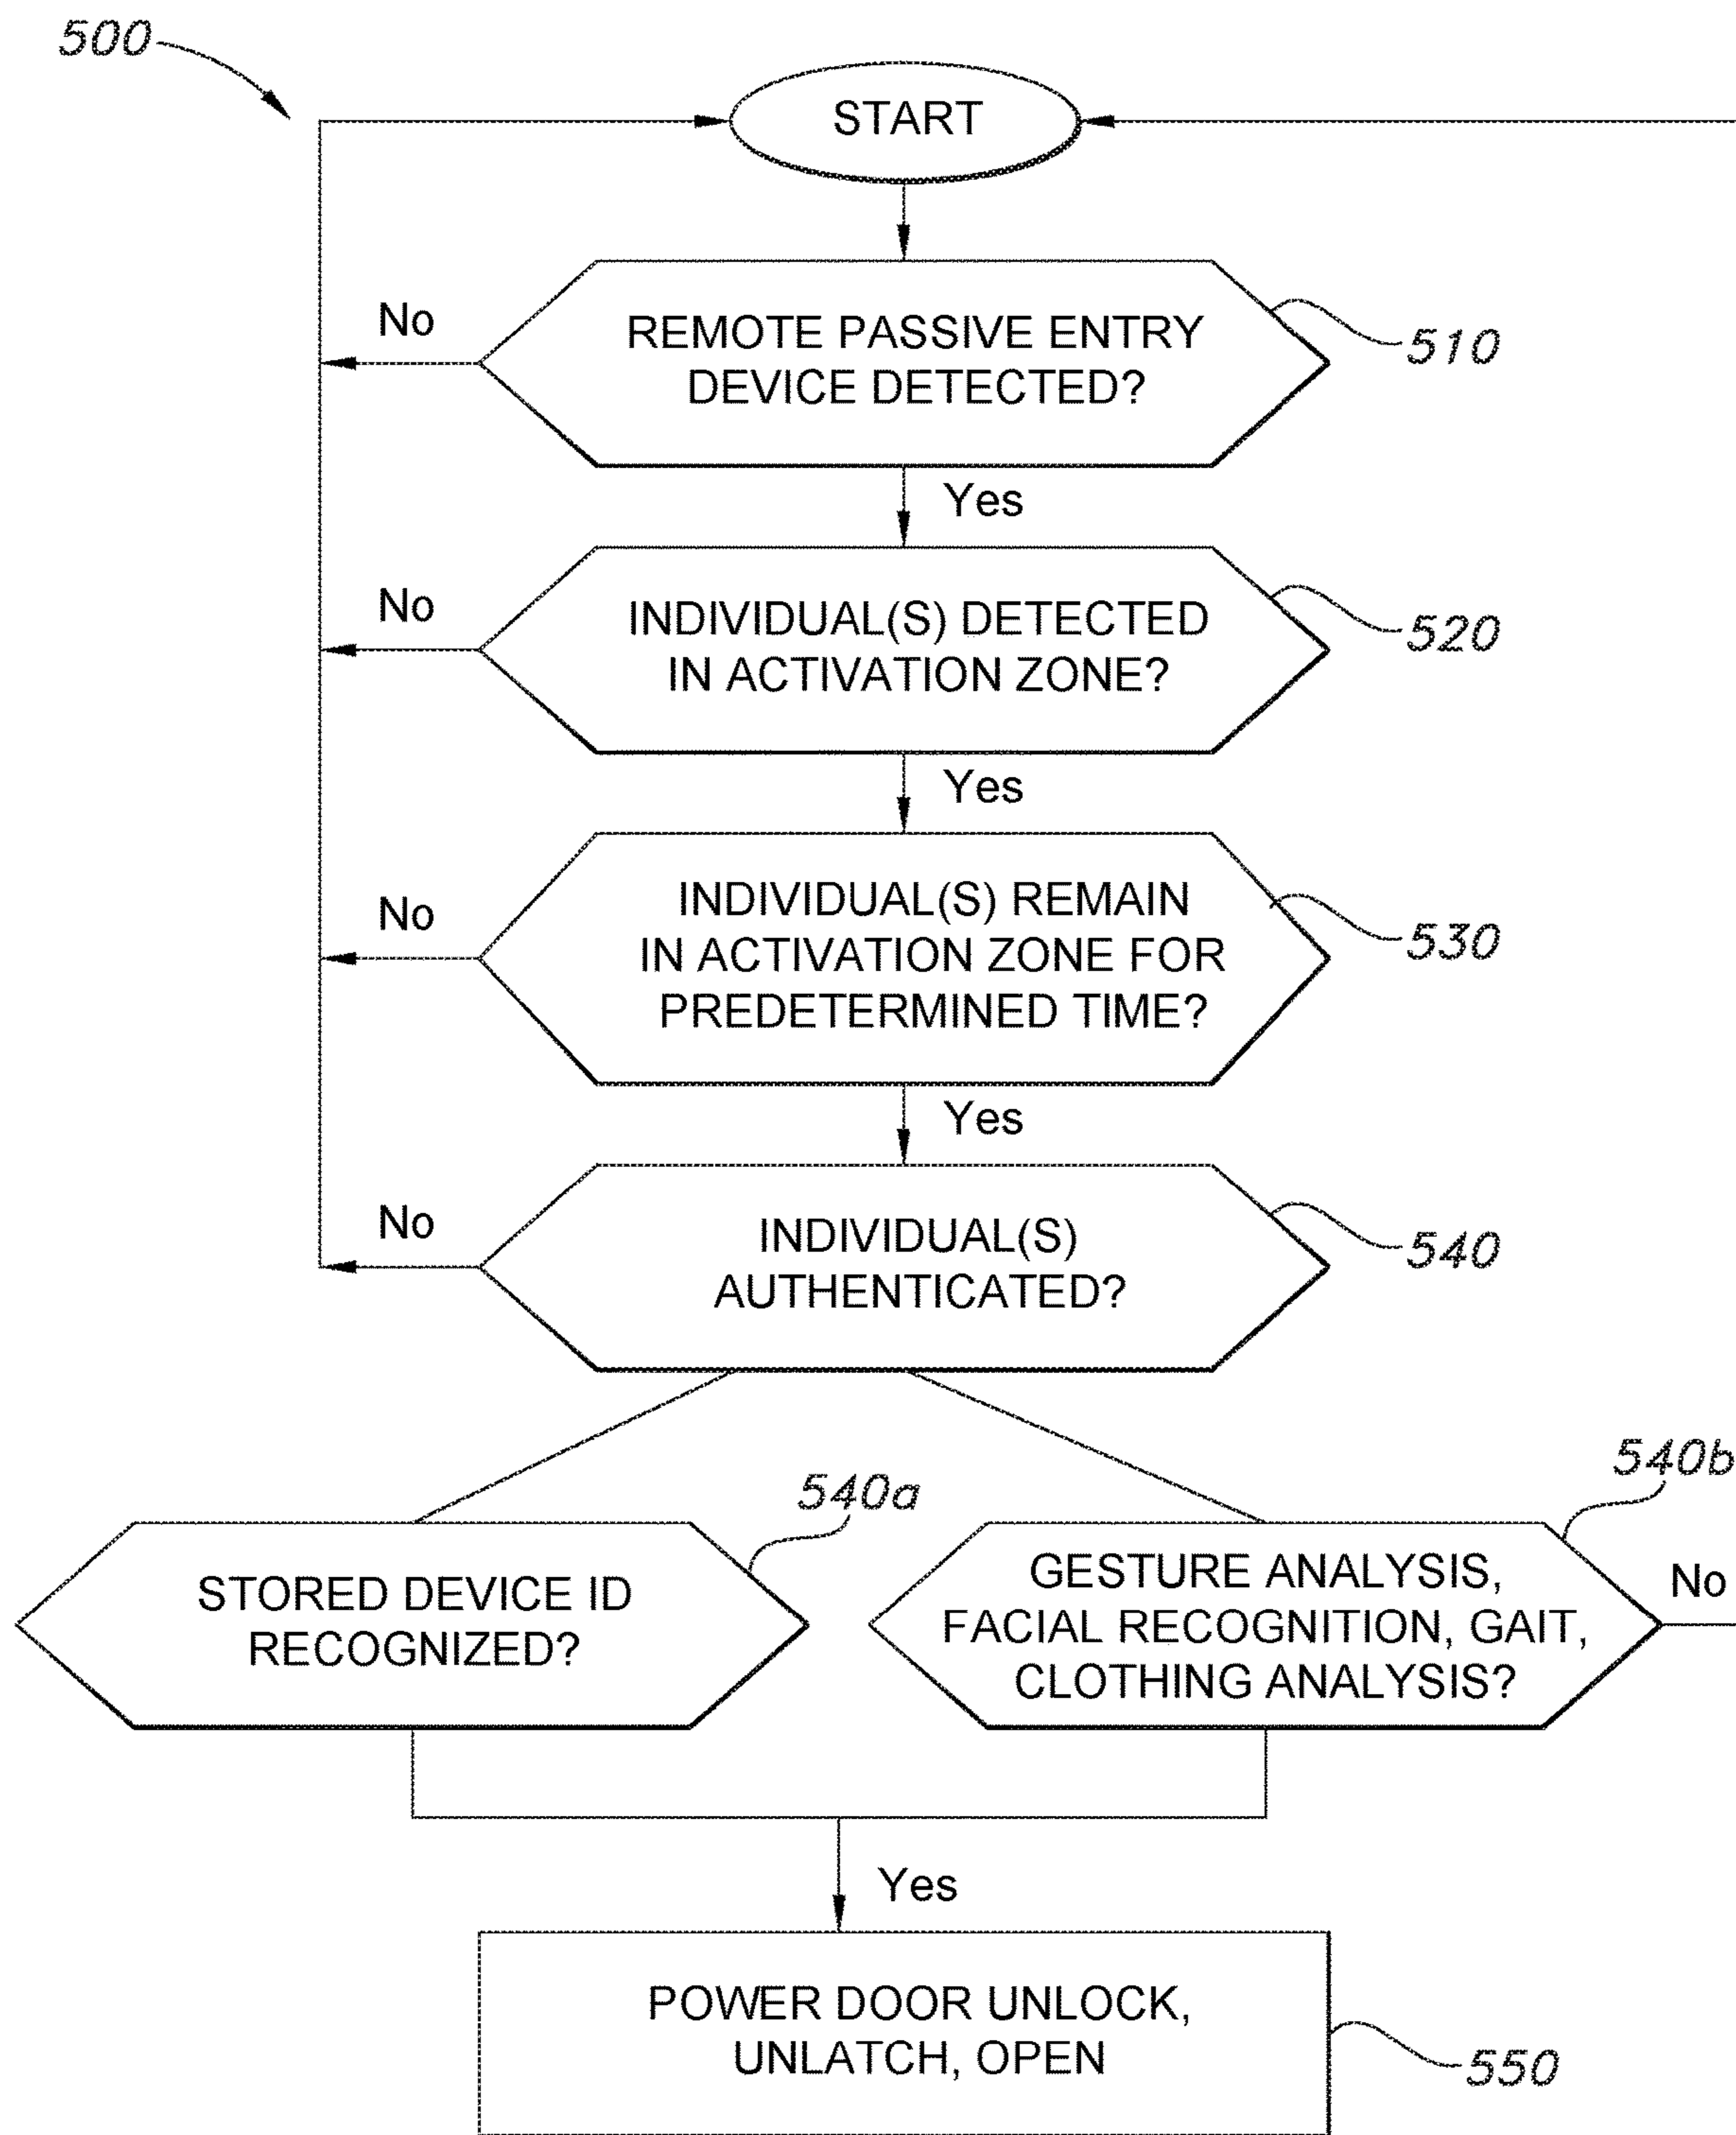 500
START
No
REMOTE PASSIVE ENTRY
DEVICE DETECTED?
510
Yes
No
INDIVIDUAL(S) DETECTED
IN ACTIVATION ZONE?
520
Yes
No
INDIVIDUAL(S) REMAIN
IN ACTIVATION ZONE FOR
PREDETERMINED TIME?
530
Yes
No
INDIVIDUAL(S)
AUTHENTICATED?
540
540a
STORED DEVICE ID
RECOGNIZED?
540b
GESTURE ANALYSIS,
FACIAL RECOGNITION, GAIT,
CLOTHING ANALYSIS?
No
Yes
POWER DOOR UNLOCK,
UNLATCH, OPEN
550